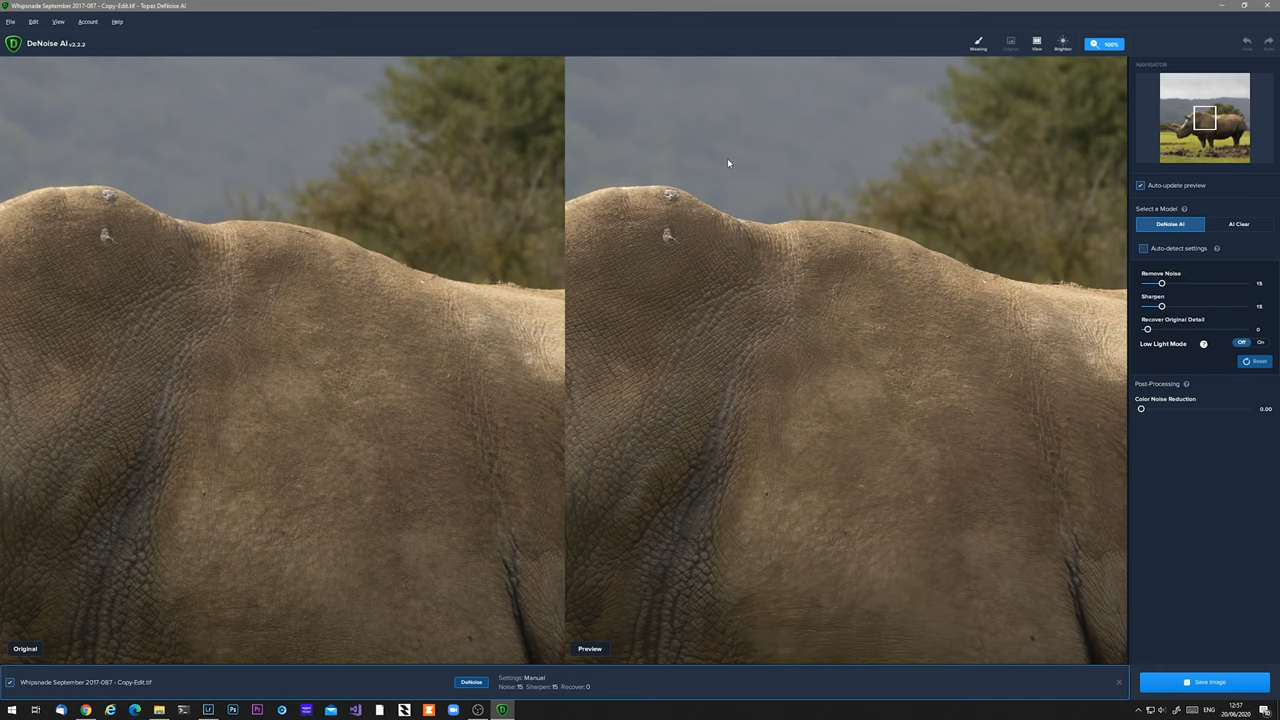 Whipsnade September 2017-087 - Copy-Edit.tif - Topaz DeNoise AI
File Edit View Account Help
DeNoise AI v2.2.2
Masking Original View Brighten 100% Undo Redo
NAVIGATOR
Auto-update preview
Select a Model
DeNoise AI AI Clear
Auto-detect settings
Remove Noise
15
Sharpen
15
Recover Original Detail
0
Low Light Mode ? Off On
Reset
Post-Processing
Color Noise Reduction
0.00
Original Preview
Whipsnade September 2017-087 - Copy-Edit.tif
DeNoise
Settings: Manual
Noise: 15 Sharpen: 15 Recover: 0
Save Image
ENG
12:57
20/06/2020